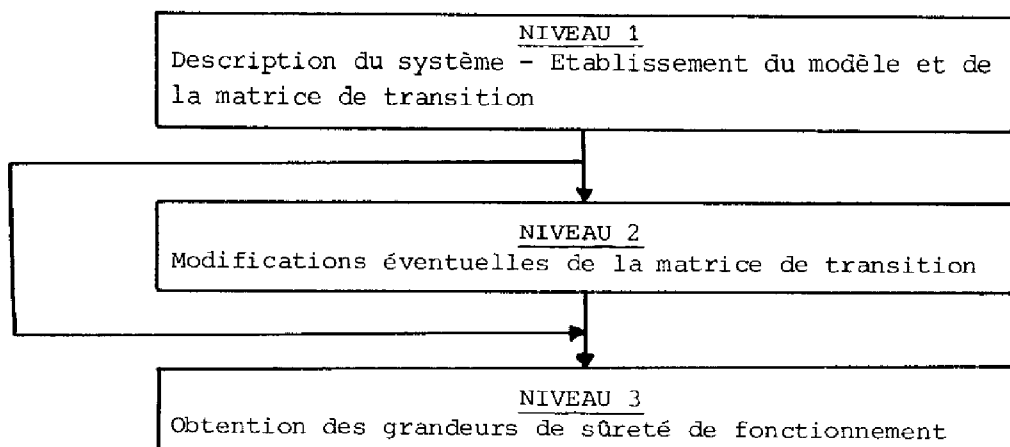 NIVEAU 1
Description du système - Etablissement du modèle et de
la matrice de transition
NIVEAU 2
Modifications éventuelles de la matrice de transition
NIVEAU 3
Obtention des grandeurs de sûreté de fonctionnement